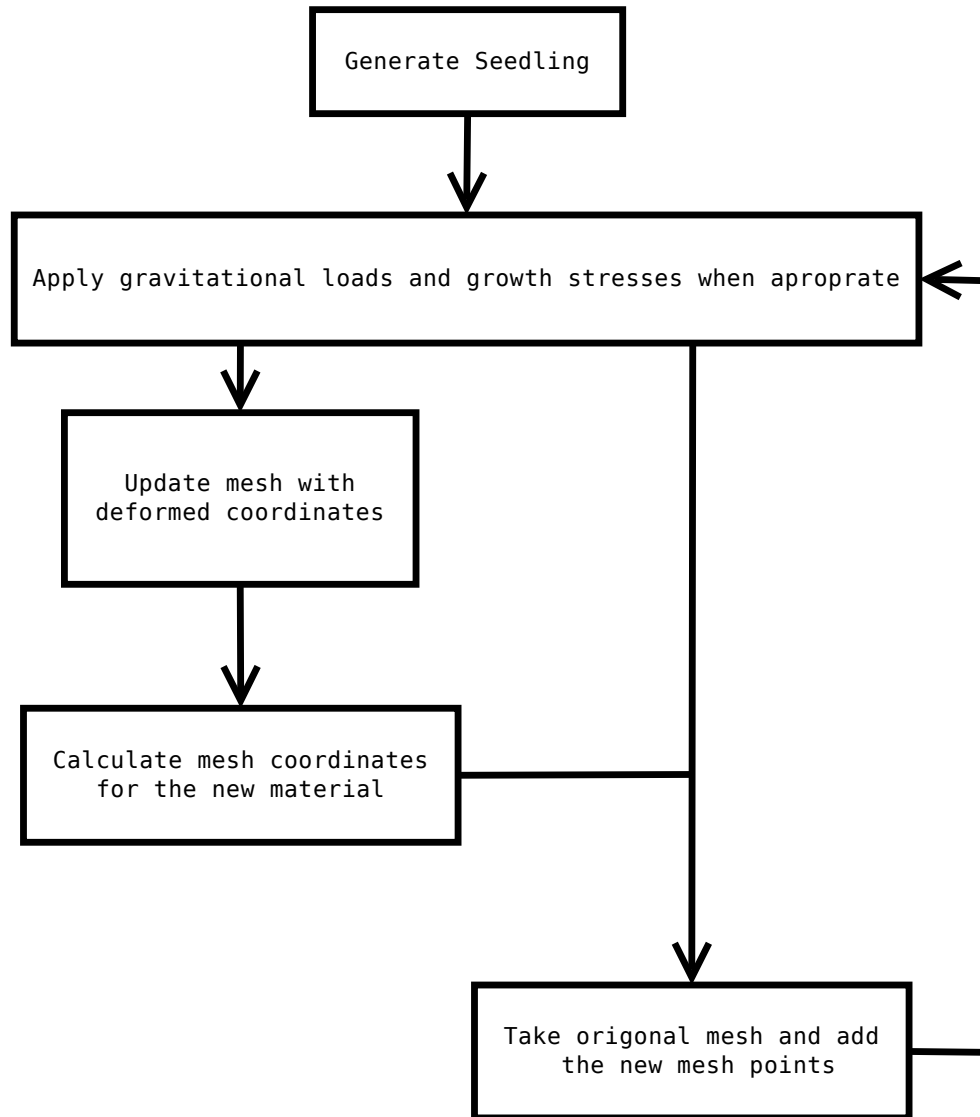 Generate Seedling
Apply gravitational loads and growth stresses when aproprate
Update mesh with
deformed coordinates
Calculate mesh coordinates
for the new material
Take origonal mesh and add
the new mesh points